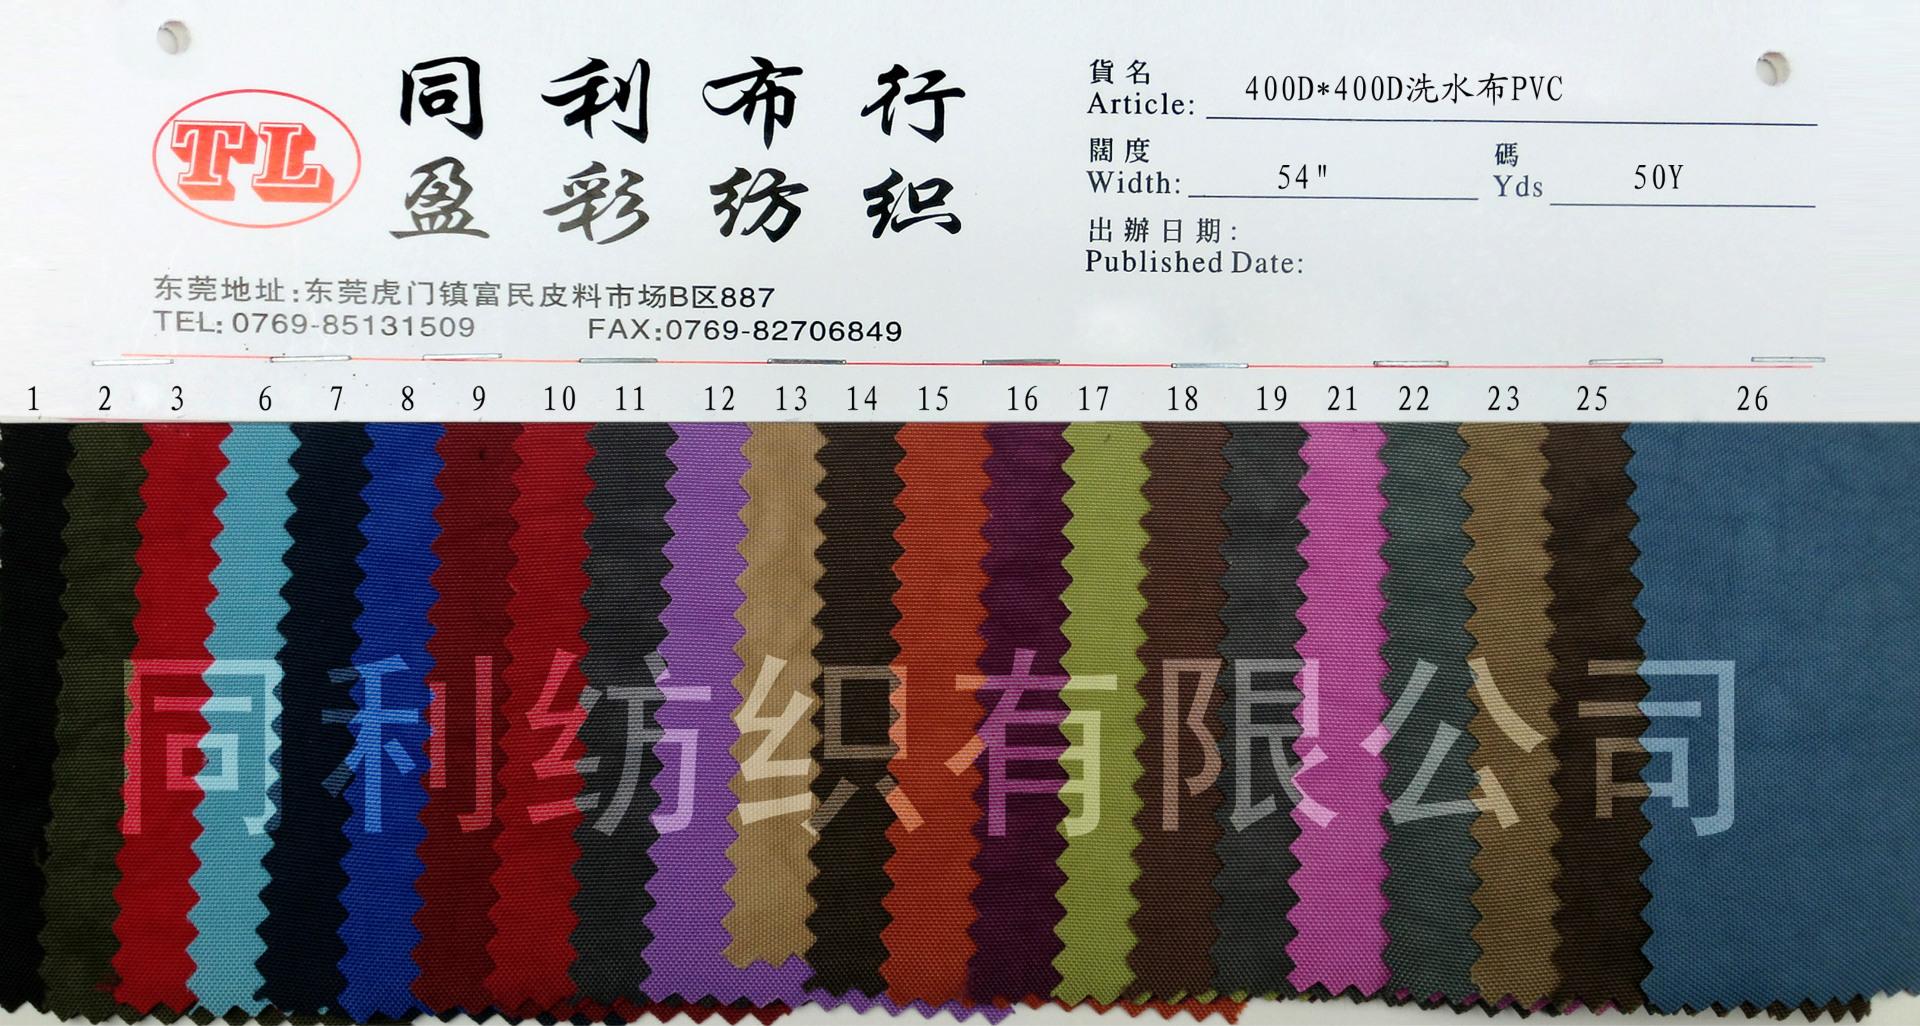 TL
同利布行
盈彩纺织
东莞地址:东莞虎门镇富民皮料市场B区887
TEL: 0769-85131509 FAX:0769-82706849
貨名
Article: 400D*400D洗水布PVC
闊度
Width: 54"
碼
Yds 50Y
出辦日期:
Published Date:
1 2 3 6 7 8 9 10 11 12 13 14 15 16 17 18 19 21 22 23 25 26
同利纺织有限公司